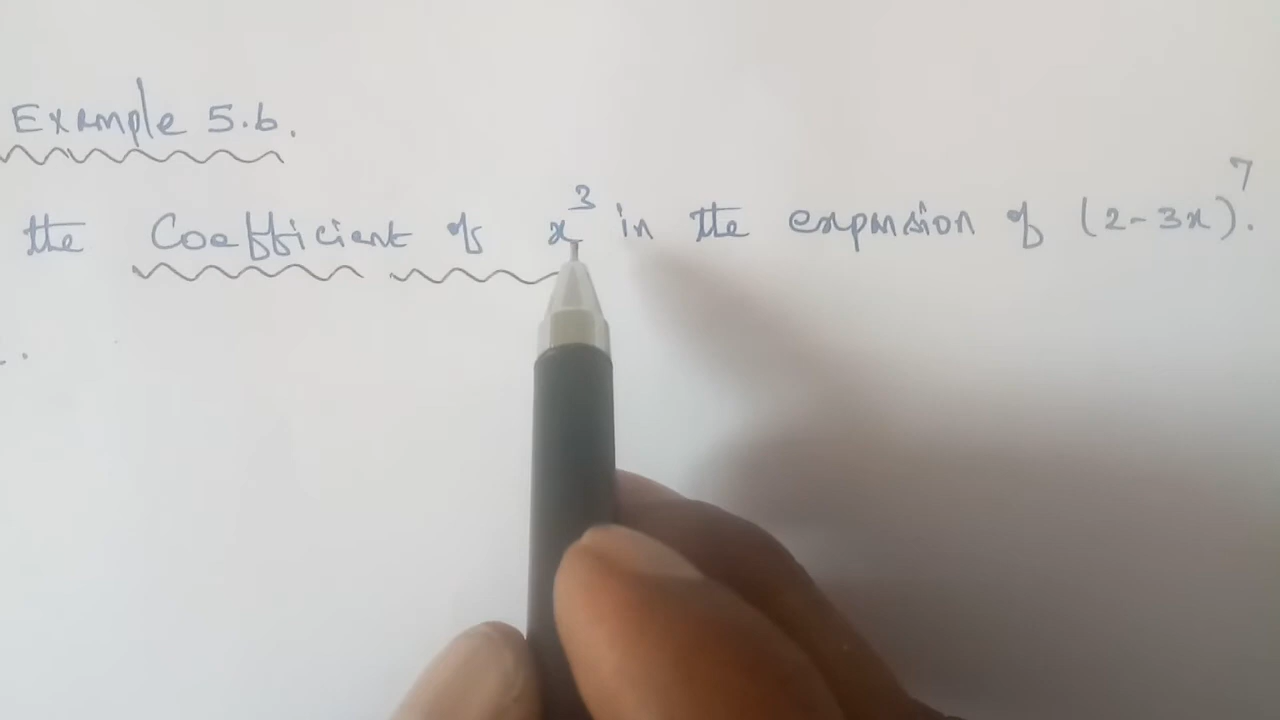 Example 5.6.
the Coefficient of x³ in the expansion of (2-3x)⁷.